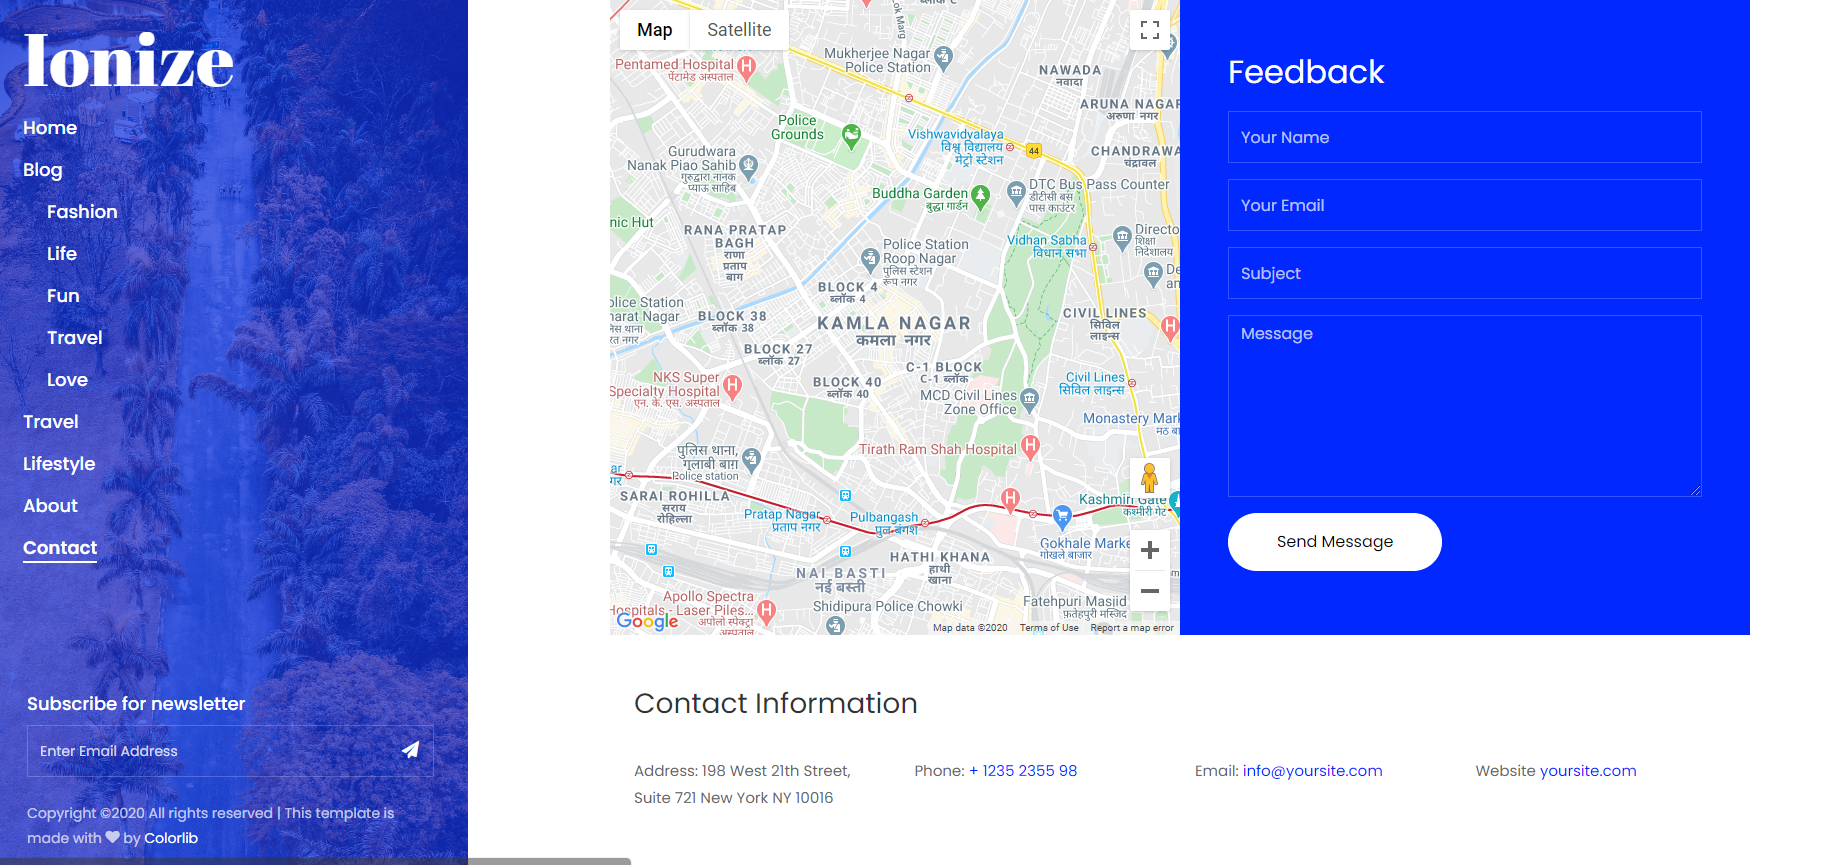 Ionize
Home
Blog
Fashion
Life
Fun
Travel
Love
Travel
Lifestyle
About
Contact
Subscribe for newsletter
Enter Email Address
Copyright ©2020 All rights reserved | This template is
made with ♥ by Colorlib
Map
Satellite
Mukherjee Nagar
Police Station
Pentamed Hospital
पेंटामेड अस्पताल
NAWADA
नवादा
ARUNA NAGAR
अरुणा नगर
Police
Grounds
Vishwavidyalaya
विश्व विद्यालय
मेट्रो स्टेशन
44
CHANDRAWA
चंद्रावल
Gurudwara
Nanak Piao Sahib
गुरुद्वारा नानक
प्याऊ साहिब
Buddha Garden
बुद्धा गार्डन
DTC Bus Pass Counter
डीटीसी बस
पास काउंटर
nic Hut
RANA PRATAP
BAGH
राणा
प्रताप
बाग
Police Station
Roop Nagar
पुलिस स्टेशन
रूप नगर
Vidhan Sabha
विधान सभा
Directo
शिक्षा
निदेशालय
De
an
BLOCK 4
ब्लॉक 4
olice Station
harat Nagar
BLOCK 38
ब्लॉक 38
KAMLA NAGAR
कमला नगर
CIVIL LINES
सिविल
लाइन्स
BLOCK 27
ब्लॉक 27
C-1 BLOCK
C-1 ब्लॉक
NKS Super
Specialty Hospital
एन. के. एस. अस्पताल
BLOCK 40
ब्लॉक 40
Civil Lines
सिविल लाइन्स
MCD Civil Lines
Zone Office
Monastery Mar
मठ बा
Tirath Ram Shah Hospital
पुलिस थाना,
गुलाबी बाग़
Police station
SARAI ROHILLA
सराय
रोहिल्ला
Pratap Nagar
प्रताप नगर
Pulbangash
पुल बंगश
Kashmiri Gate
कश्मीरी गेट
Gokhale Marke
गोखले बाजार
HATHI KHANA
हाथी
खाना
NAI BASTI
नई बस्ती
Apollo Spectra
Hospitals - Laser Piles...
अपोलो स्पेक्ट्रा
अस्पताल
Shidipura Police Chowki
Fatehpuri Masjid
फ़तेहपुरी मस्जिद
Google
Map data ©2020 Terms of Use Report a map error
Feedback
Your Name
Your Email
Subject
Message
Send Message
Contact Information
Address: 198 West 21th Street,
Suite 721 New York NY 10016
Phone: + 1235 2355 98
Email: info@yoursite.com
Website yoursite.com